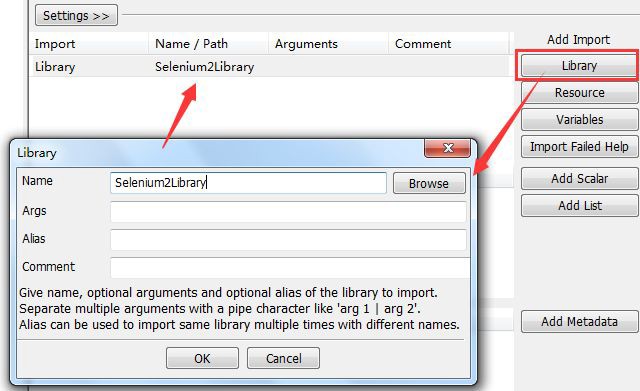 Settings >>
Add Import
Import Name / Path Arguments Comment
Library Selenium2Library
Library
Resource
Variables
Import Failed Help
Add Scalar
Add List
Add Metadata
Library
Name Selenium2Library Browse
Args
Alias
Comment
Give name, optional arguments and optional alias of the library to import.
Separate multiple arguments with a pipe character like 'arg 1 | arg 2'.
Alias can be used to import same library multiple times with different names.
OK Cancel